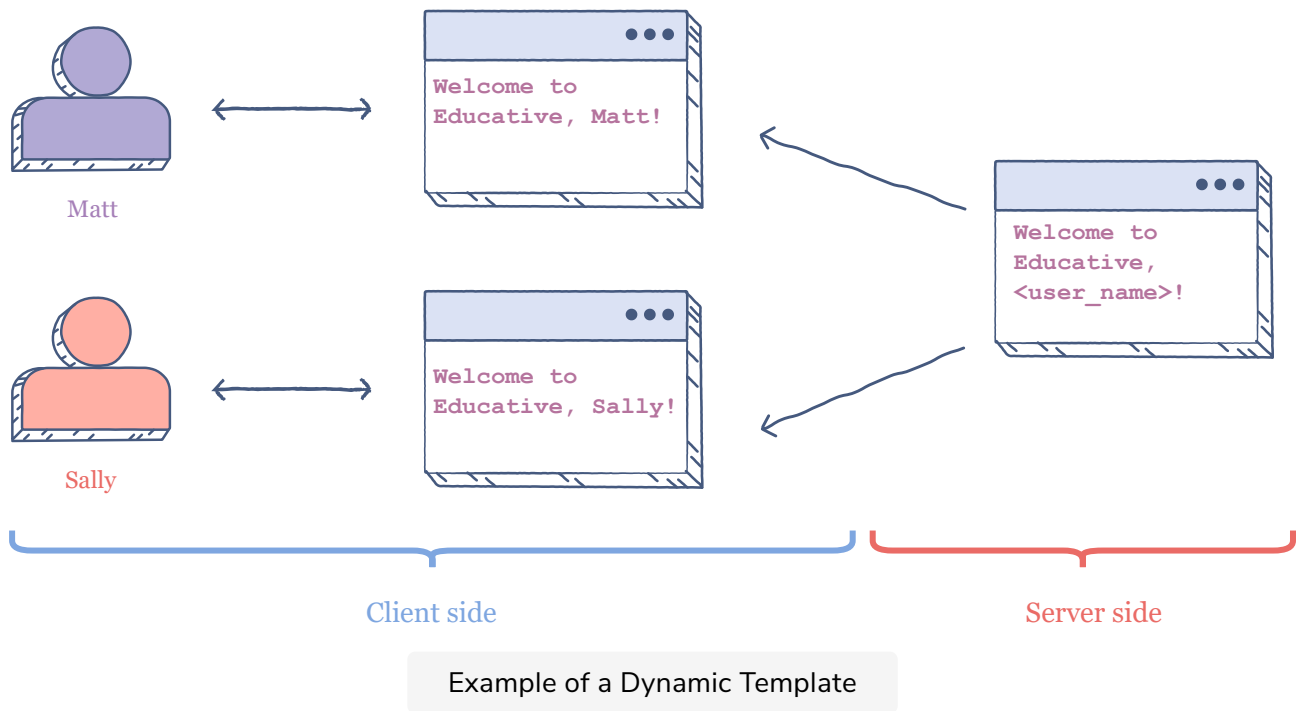 Welcome to
Educative, Matt!
Matt
Welcome to
Educative,
<user_name>!
Welcome to
Educative, Sally!
Sally
Client side
Server side
Example of a Dynamic Template